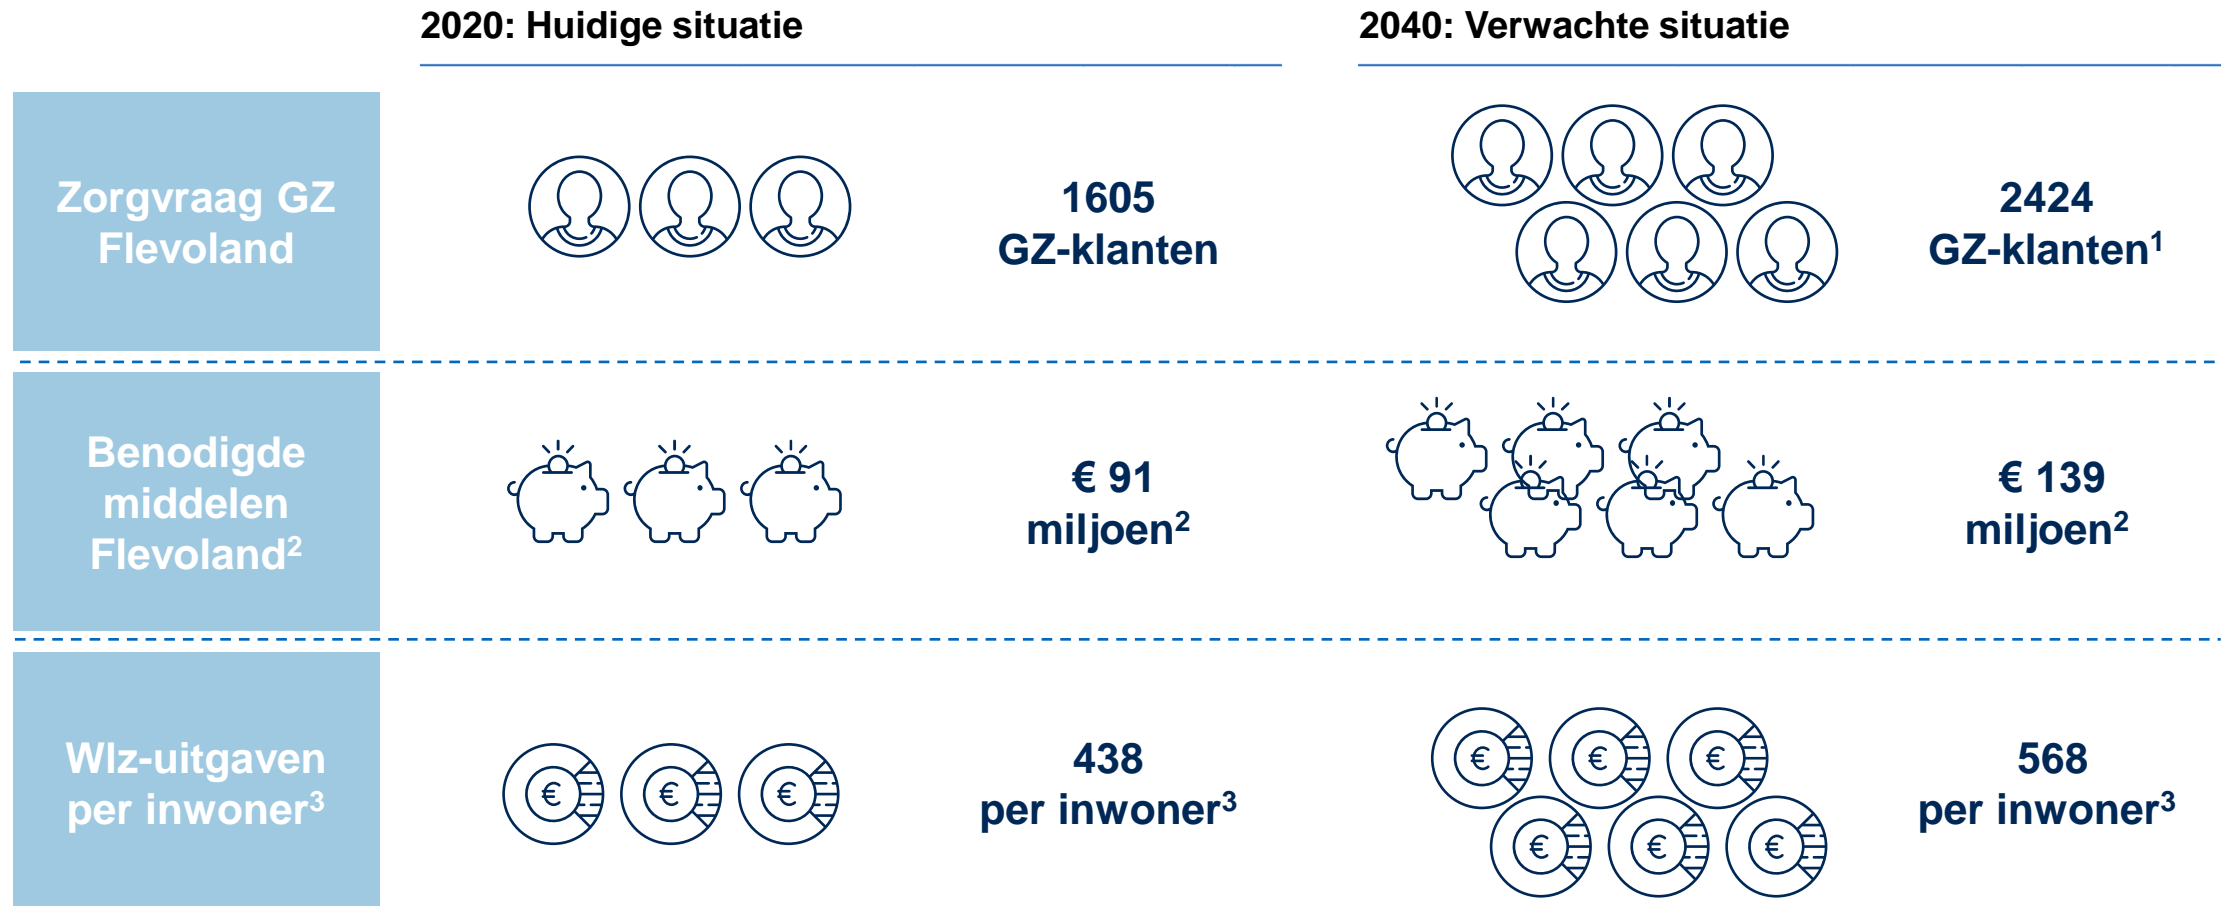 2020: Huidige situatie
2040: Verwachte situatie
Zorgvraag GZ
Flevoland
1605
GZ-klanten
2424
GZ-klanten¹
Benodigde
middelen
Flevoland²
€ 91
miljoen²
€ 139
miljoen²
Wlz-uitgaven
per inwoner³
€ € €
438
per inwoner³
€ € €
€ € €
568
per inwoner³